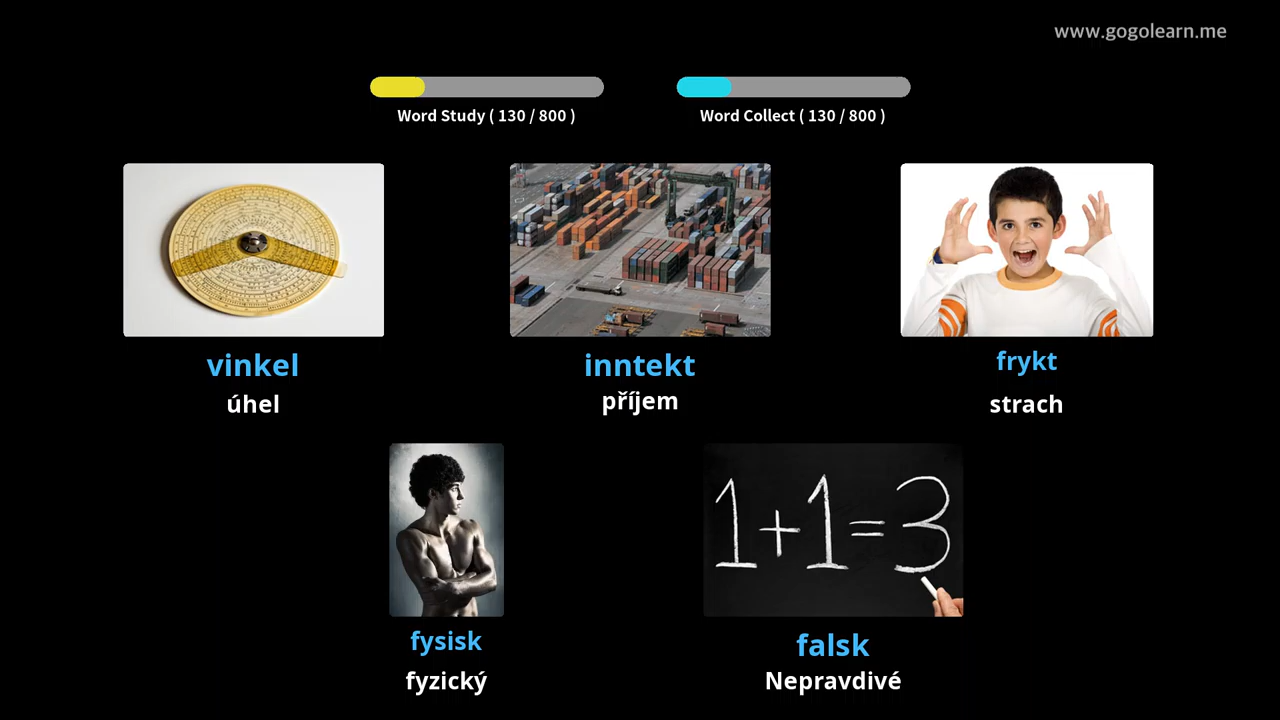 www.gogolearn.me
Word Study ( 130 / 800 )
Word Collect ( 130 / 800 )
vinkel
úhel
inntekt
příjem
frykt
strach
1+1=3
fysisk
fyzický
falsk
Nepravdivé